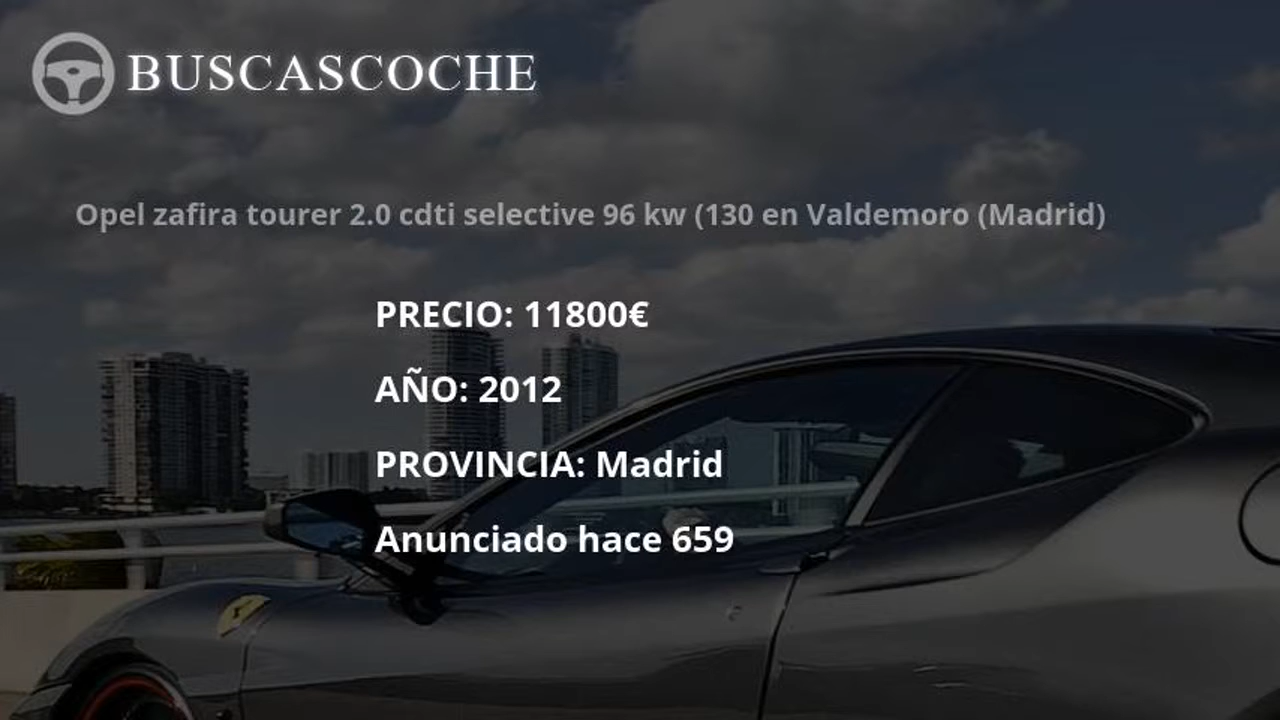 BUSCASCOCHE
Opel zafira tourer 2.0 cdti selective 96 kw (130 en Valdemoro (Madrid)
PRECIO: 11800€
AÑO: 2012
PROVINCIA: Madrid
Anunciado hace 659